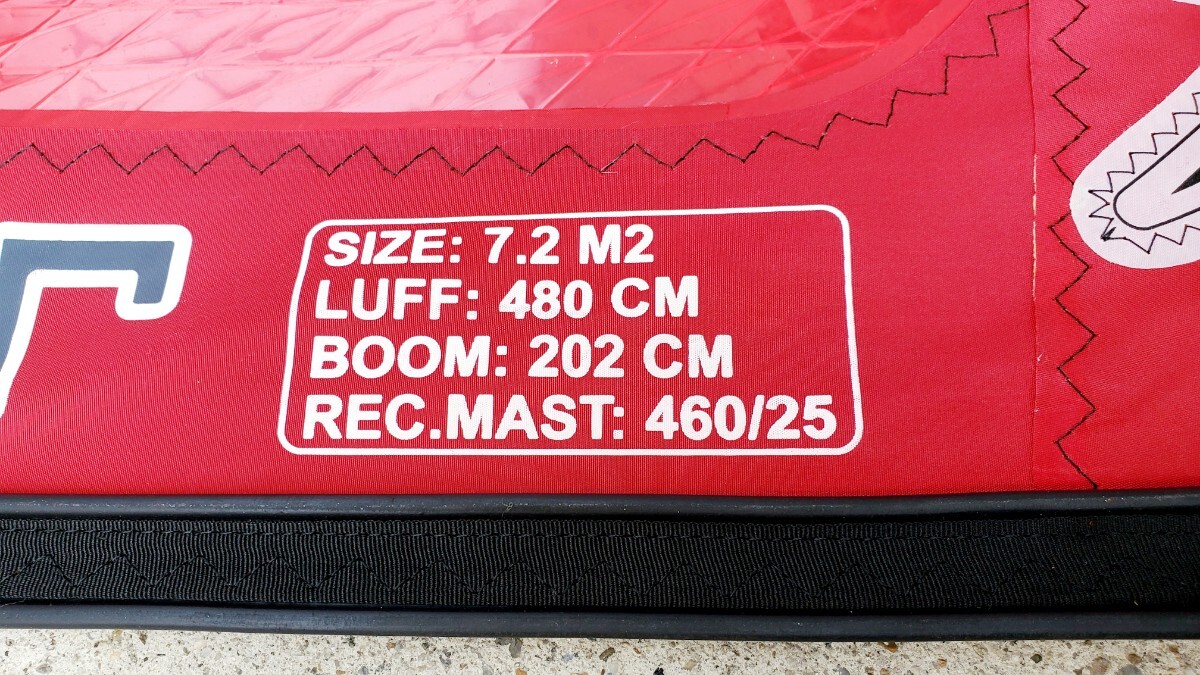 SIZE: 7.2 M2
LUFF: 480 CM
BOOM: 202 CM
REC.MAST: 460/25